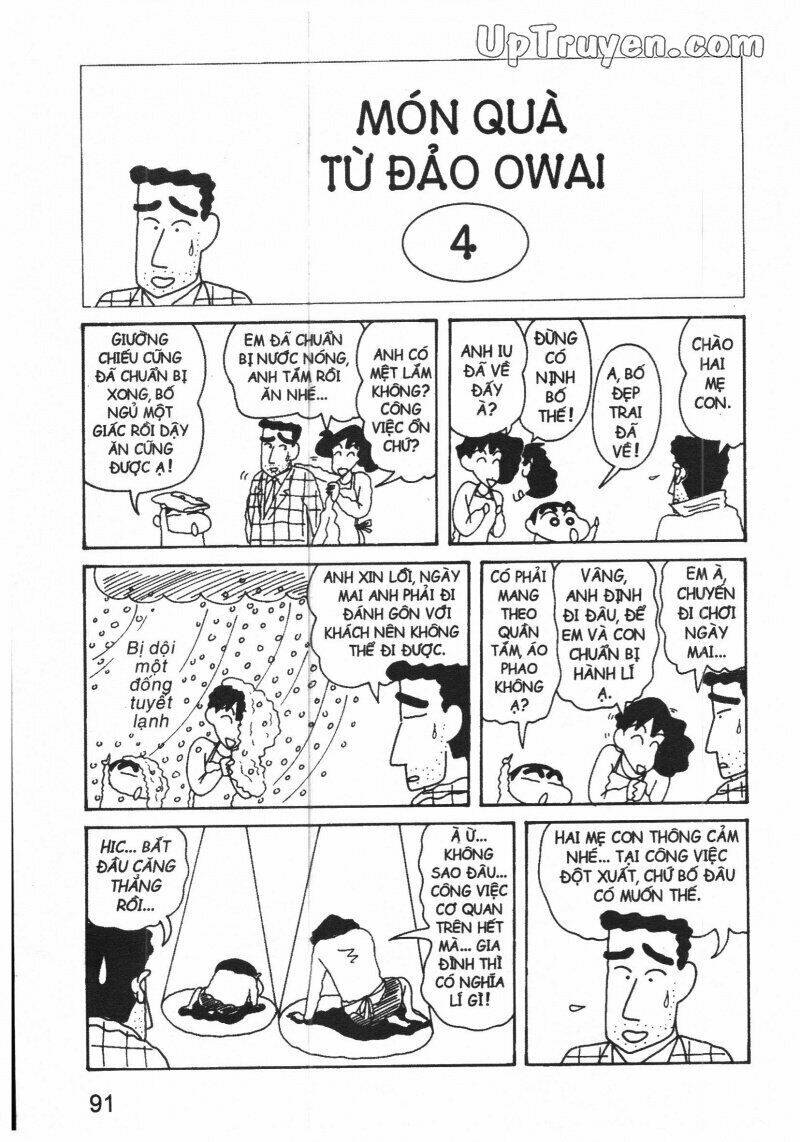 UpTruyen.com
MÓN QUÀ
TỪ ĐẢO OWAI
4
CHÀO
HAI
MẸ
CON.
A, BỐ
ĐẸP
TRAI
ĐÃ
VỀ!
ĐỪNG
CÓ
NỊNH
BỐ
THẾ!
ANH IU
ĐÃ VỀ
ĐẤY
À?
ANH CÓ
MỆT LẮM
KHÔNG?
CÔNG
VIỆC ỔN
CHỨ?
EM ĐÃ CHUẨN
BỊ NƯỚC NÓNG,
ANH TẮM RỒI
ĂN NHÉ...
GIƯỜNG
CHIẾU CŨNG
ĐÃ CHUẨN BỊ
XONG, BỐ
NGỦ MỘT
GIẤC RỒI DẬY
ĂN CŨNG
ĐƯỢC Ạ!
EM À,
CHUYẾN
ĐI CHƠI
NGÀY
MAI...
VÂNG,
ANH ĐỊNH
ĐI ĐÂU, ĐỂ
EM VÀ CON
CHUẨN BỊ
HÀNH LÍ
Ạ.
CÓ PHẢI
MANG
THEO
QUẦN
TẮM, ÁO
PHAO
KHÔNG
Ạ?
ANH XIN LỖI, NGÀY
MAI ANH PHẢI ĐI
ĐÁNH GÔN VỚI
KHÁCH NÊN KHÔNG
THỂ ĐI ĐƯỢC.
Bị dội
một
đống
tuyết
lạnh
HAI MẸ CON THÔNG CẢM
NHÉ... TẠI CÔNG VIỆC
ĐỘT XUẤT, CHỨ BỐ ĐÂU
CÓ MUỐN THẾ.
À Ừ...
KHÔNG
SAO ĐÂU...
CÔNG VIỆC
CƠ QUAN
TRÊN HẾT
MÀ... GIA
ĐÌNH THÌ
CÓ NGHĨA
LÍ GÌ!
HIC... BẮT
ĐẦU CĂNG
THẲNG
RỒI...
91